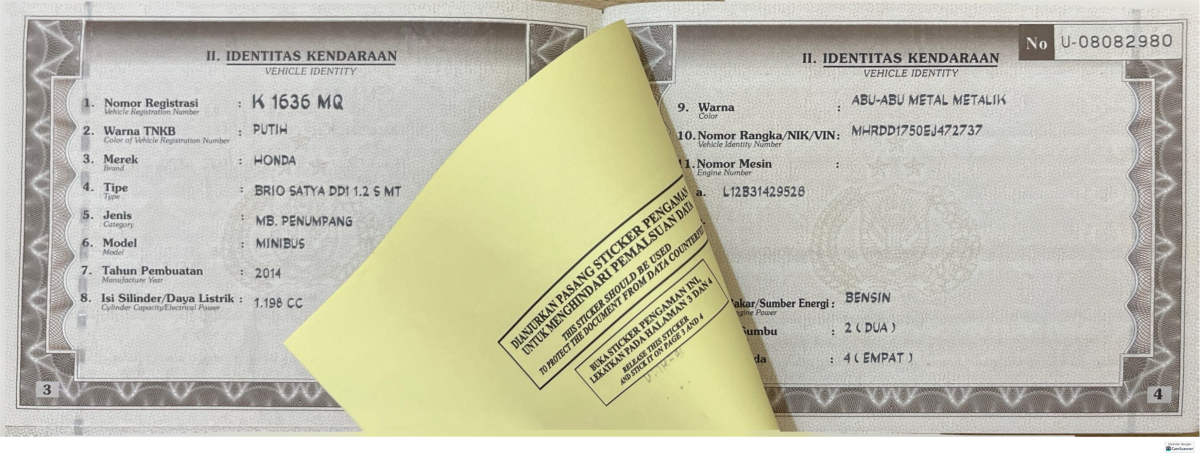 II. IDENTITAS KENDARAAN
VEHICLE IDENTITY
1. Nomor Registrasi : K 1636 MQ
Vehicle Registration Number
2. Warna TNKB : PUTIH
Color of Vehicle Registration Number
3. Merek : HONDA
Brand
4. Tipe : BRIO SATYA DD1 1.2 S MT
Type
5. Jenis : MB. PENUMPANG
Category
6. Model : MINIBUS
Model
7. Tahun Pembuatan : 2014
Manufacture Year
8. Isi Silinder/Daya Listrik : 1.198 CC
Cylinder Capacity/Electrical Power
3
DIANJURKAN PASANG STICKER PENGAMAN
UNTUK MENGHINDARI PEMALSUAN DATA
THIS STICKER SHOULD BE USED
TO PROTECT THE DOCUMENT FROM DATA COUNTERFEIT
BUKA STICKER PENGAMAN INI,
LEKATKAN PADA HALAMAN 3 DAN 4
RELEASE THIS STICKER
AND STICK IT ON PAGE 3 AND 4
No U-08082980
II. IDENTITAS KENDARAAN
VEHICLE IDENTITY
9. Warna : ABU-ABU METAL METALIK
Color
10. Nomor Rangka/NIK/VIN : MHRDD1750EJ472737
Vehicle Identity Number
11. Nomor Mesin :
Engine Number
a. L12B31429528
akar/Sumber Energi : BENSIN
gine Power
umbu : 2 ( DUA )
da : 4 ( EMPAT )
4
CamScanner